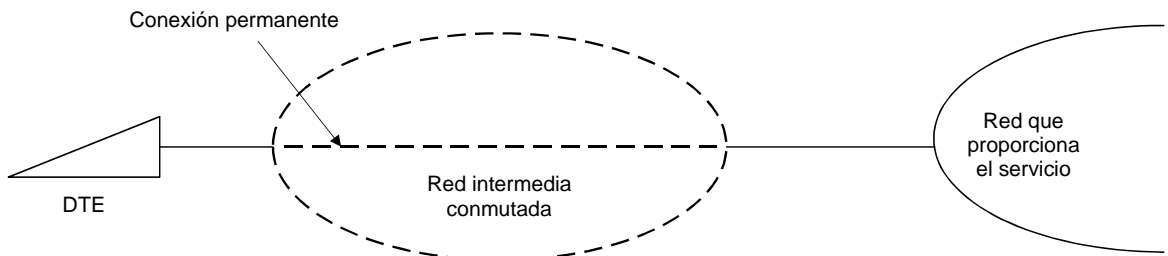 Conexión permanente
Red que
proporciona
el servicio
Red intermedia
conmutada
DTE